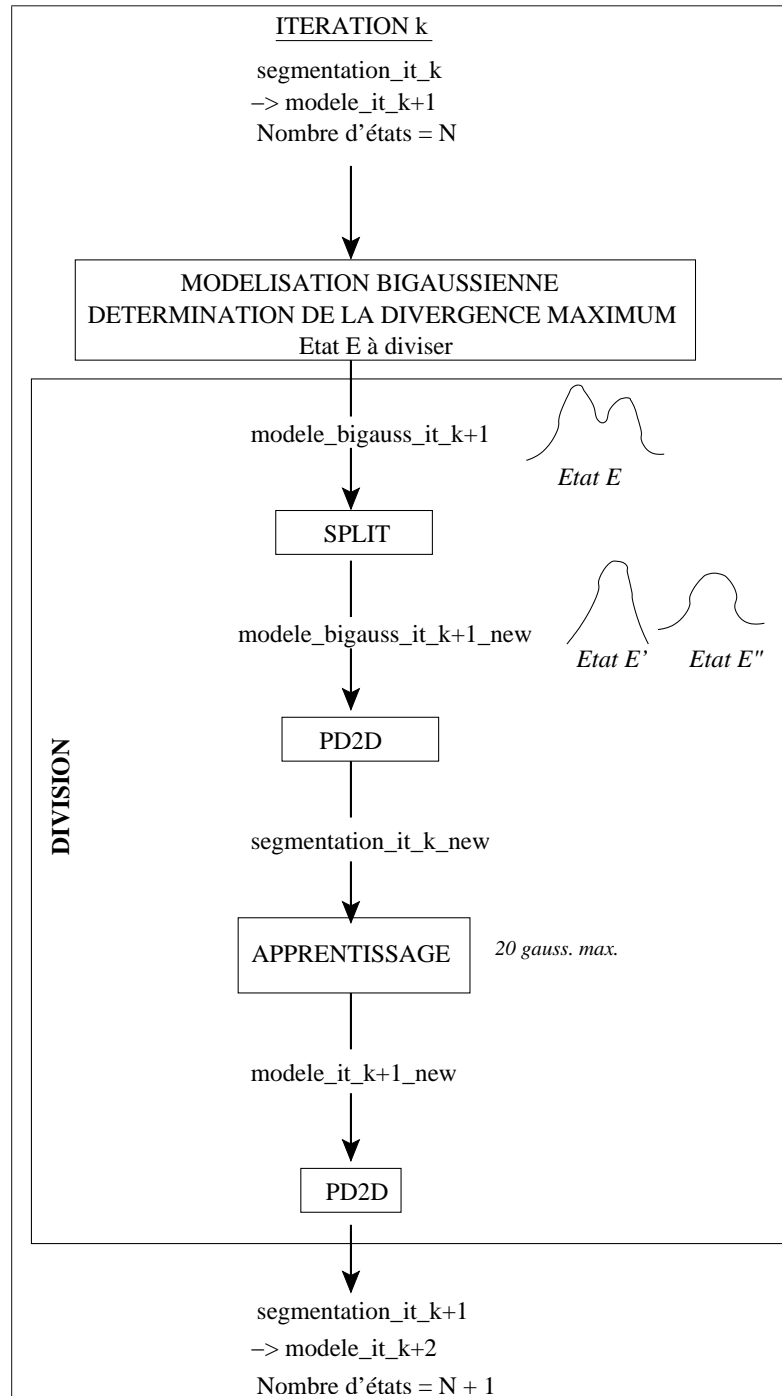 ITERATION k
segmentation_it_k
−> modele_it_k+1
Nombre d'états = N
MODELISATION BIGAUSSIENNE
DETERMINATION DE LA DIVERGENCE MAXIMUM
Etat E à diviser
modele_bigauss_it_k+1
Etat E
SPLIT
modele_bigauss_it_k+1_new
Etat E' Etat E"
PD2D
DIVISION
segmentation_it_k_new
APPRENTISSAGE
20 gauss. max.
modele_it_k+1_new
PD2D
segmentation_it_k+1
−> modele_it_k+2
Nombre d'états = N + 1